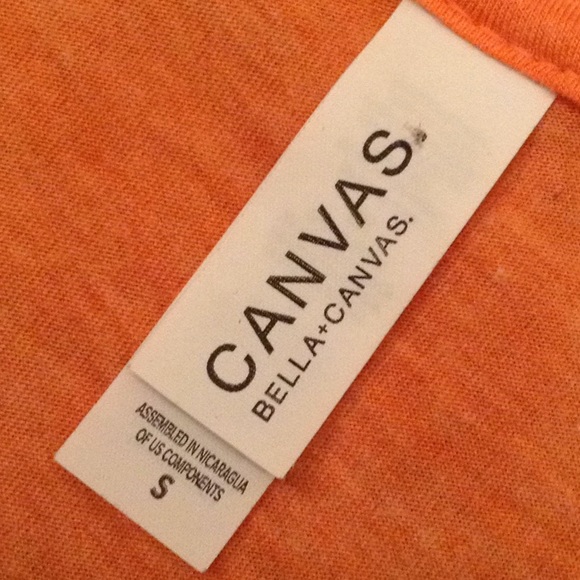 CANVAS.
BELLA+CANVAS.
ASSEMBLED IN NICARAGUA
OF US COMPONENTS
S